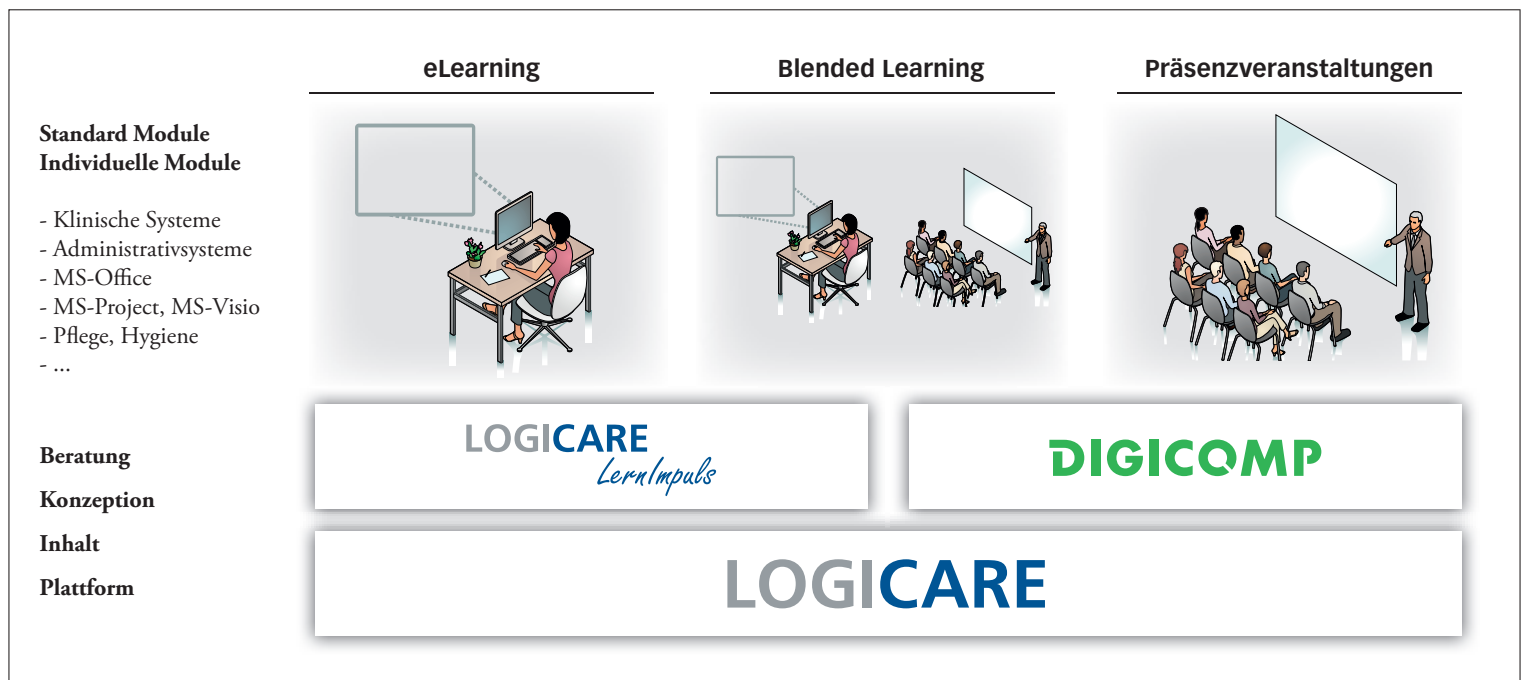 eLearning
Blended Learning
Präsenzveranstaltungen
Standard Module
Individuelle Module
- Klinische Systeme
- Administrativsysteme
- MS-Office
- MS-Project, MS-Visio
- Pflege, Hygiene
- ...
LOGICARE
LernImpuls
DIGICOMP
Beratung
Konzeption
Inhalt
Plattform
LOGICARE